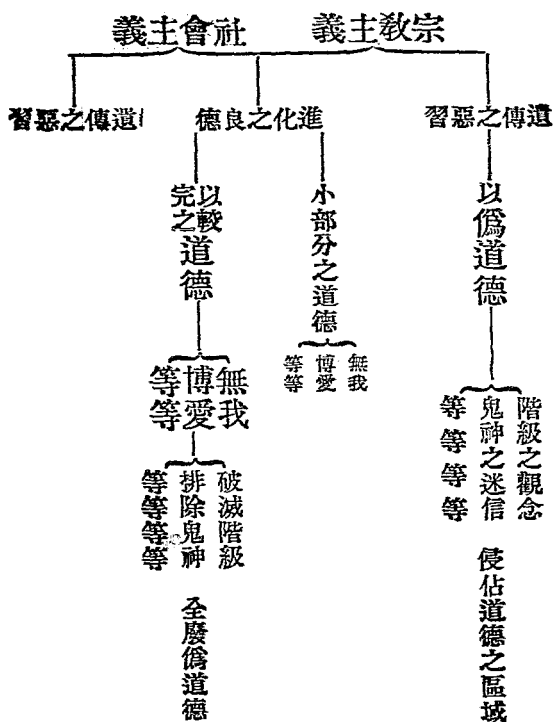 宗敎主義
社會主義
遺傳之惡習
進化之良德
遺傳之惡習
以僞道德
階級之觀念
鬼神之迷信
等等等等
侵佔道德之區域
小部分之道德
無我
博愛
等等
以較完之道德
無我
博愛
等等
破滅階級
排除鬼神
等等等等
全廢僞道德